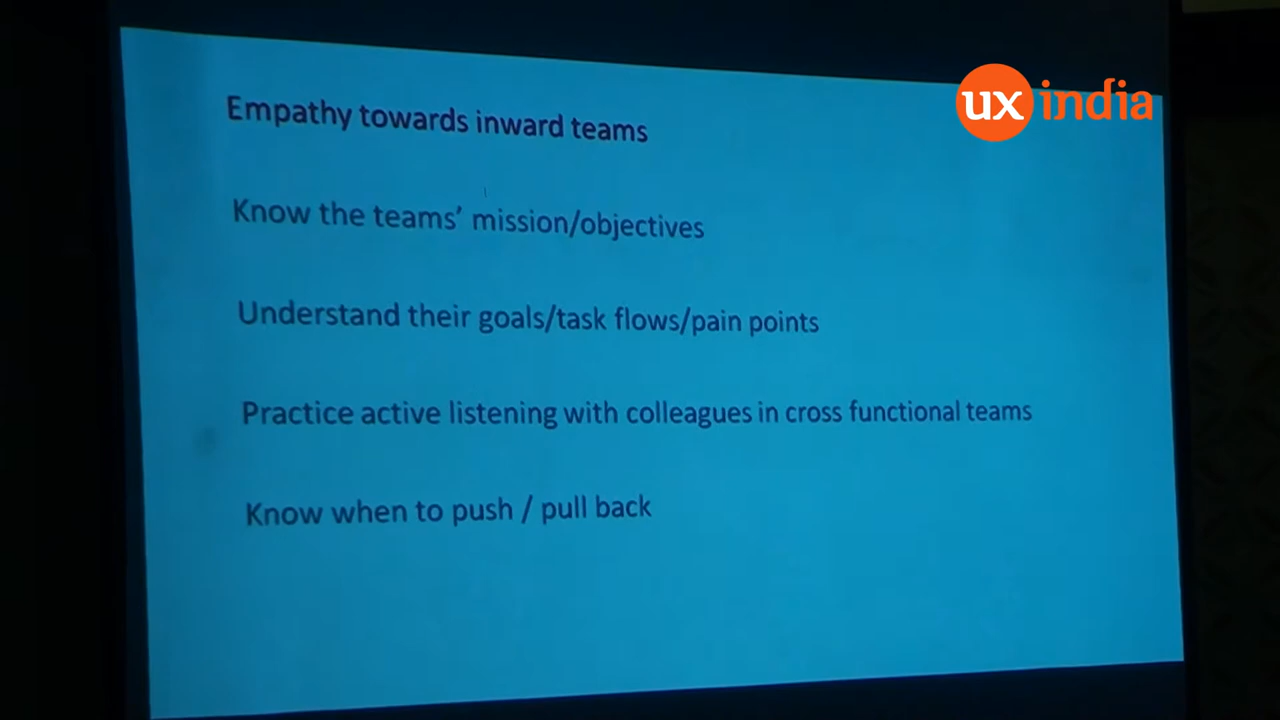 ux india
Empathy towards inward teams
Know the teams’ mission/objectives
Understand their goals/task flows/pain points
Practice active listening with colleagues in cross functional teams
Know when to push / pull back